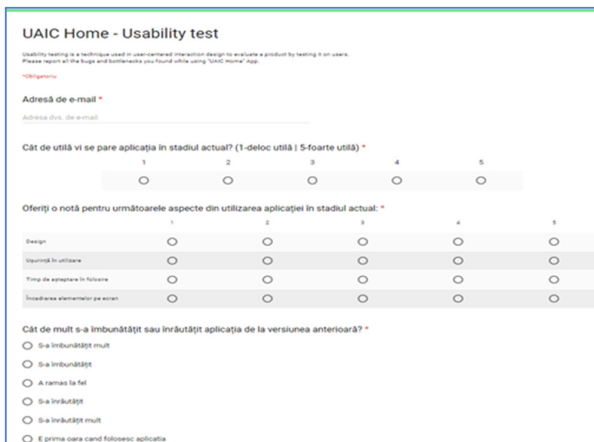 UAIC Home - Usability test
Usability testing is a technique used in user-centered interaction design to evaluate a product by testing it on users.
Please report all the bugs and bottlenecks you found while using "UAIC Home" App.
*Obligatoriu
Adresă de e-mail *
Adresa dvs. de e-mail
Cât de utilă vi se pare aplicația în stadiul actual? (1-deloc utilă | 5-foarte utilă) *
1 2 3 4 5
Oferiți o notă pentru următoarele aspecte din utilizarea aplicației în stadiul actual: *
1 2 3 4 5
Design
Ușurință în utilizare
Timp de așteptare în folosire
Încadrarea elementelor pe ecran
Cât de mult s-a îmbunătățit sau înrăutățit aplicația de la versiunea anterioară? *
S-a îmbunătățit mult
S-a îmbunătățit
A ramas la fel
S-a înrăutățit
S-a înrăutățit mult
E prima oara cand folosesc aplicatia